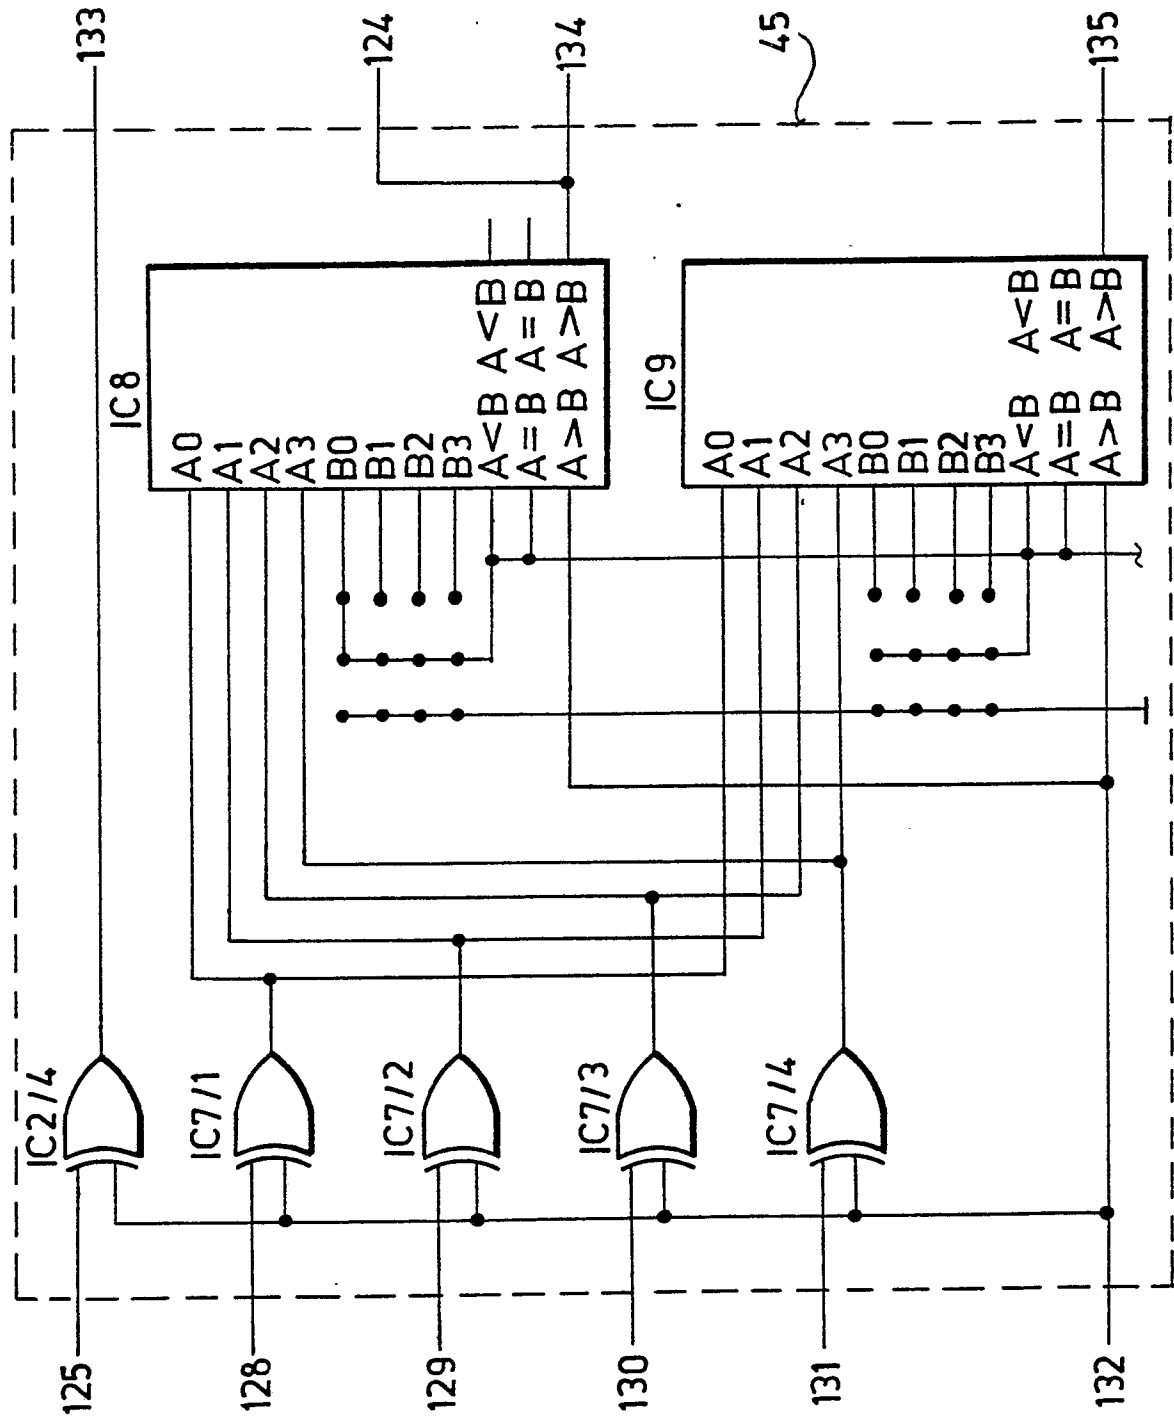 133
124
134
45
135
IC8
A0
A1
A2
A3
B0
B1
B2
B3
A<B A<B
A=B A=B
A>B A>B
IC9
A0
A1
A2
A3
B0
B1
B2
B3
A<B A<B
A=B A=B
A>B A>B
IC2/4
IC7/1
IC7/2
IC7/3
IC7/4
125
128
129
130
131
132